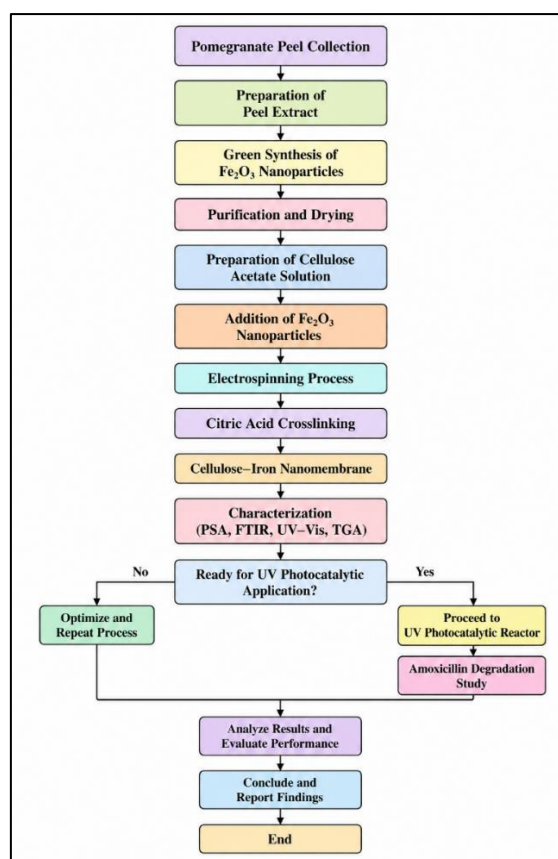 Pomegranate Peel Collection
Preparation of
Peel Extract
Green Synthesis of
Fe₂O₃ Nanoparticles
Purification and Drying
Preparation of Cellulose
Acetate Solution
Addition of Fe₂O₃
Nanoparticles
Electrospinning Process
Citric Acid Crosslinking
Cellulose–Iron Nanomembrane
Characterization
(PSA, FTIR, UV–Vis, TGA)
Ready for UV Photocatalytic
Application?
No
Yes
Optimize and
Repeat Process
Proceed to
UV Photocatalytic Reactor
Amoxicillin Degradation
Study
Analyze Results and
Evaluate Performance
Conclude and
Report Findings
End